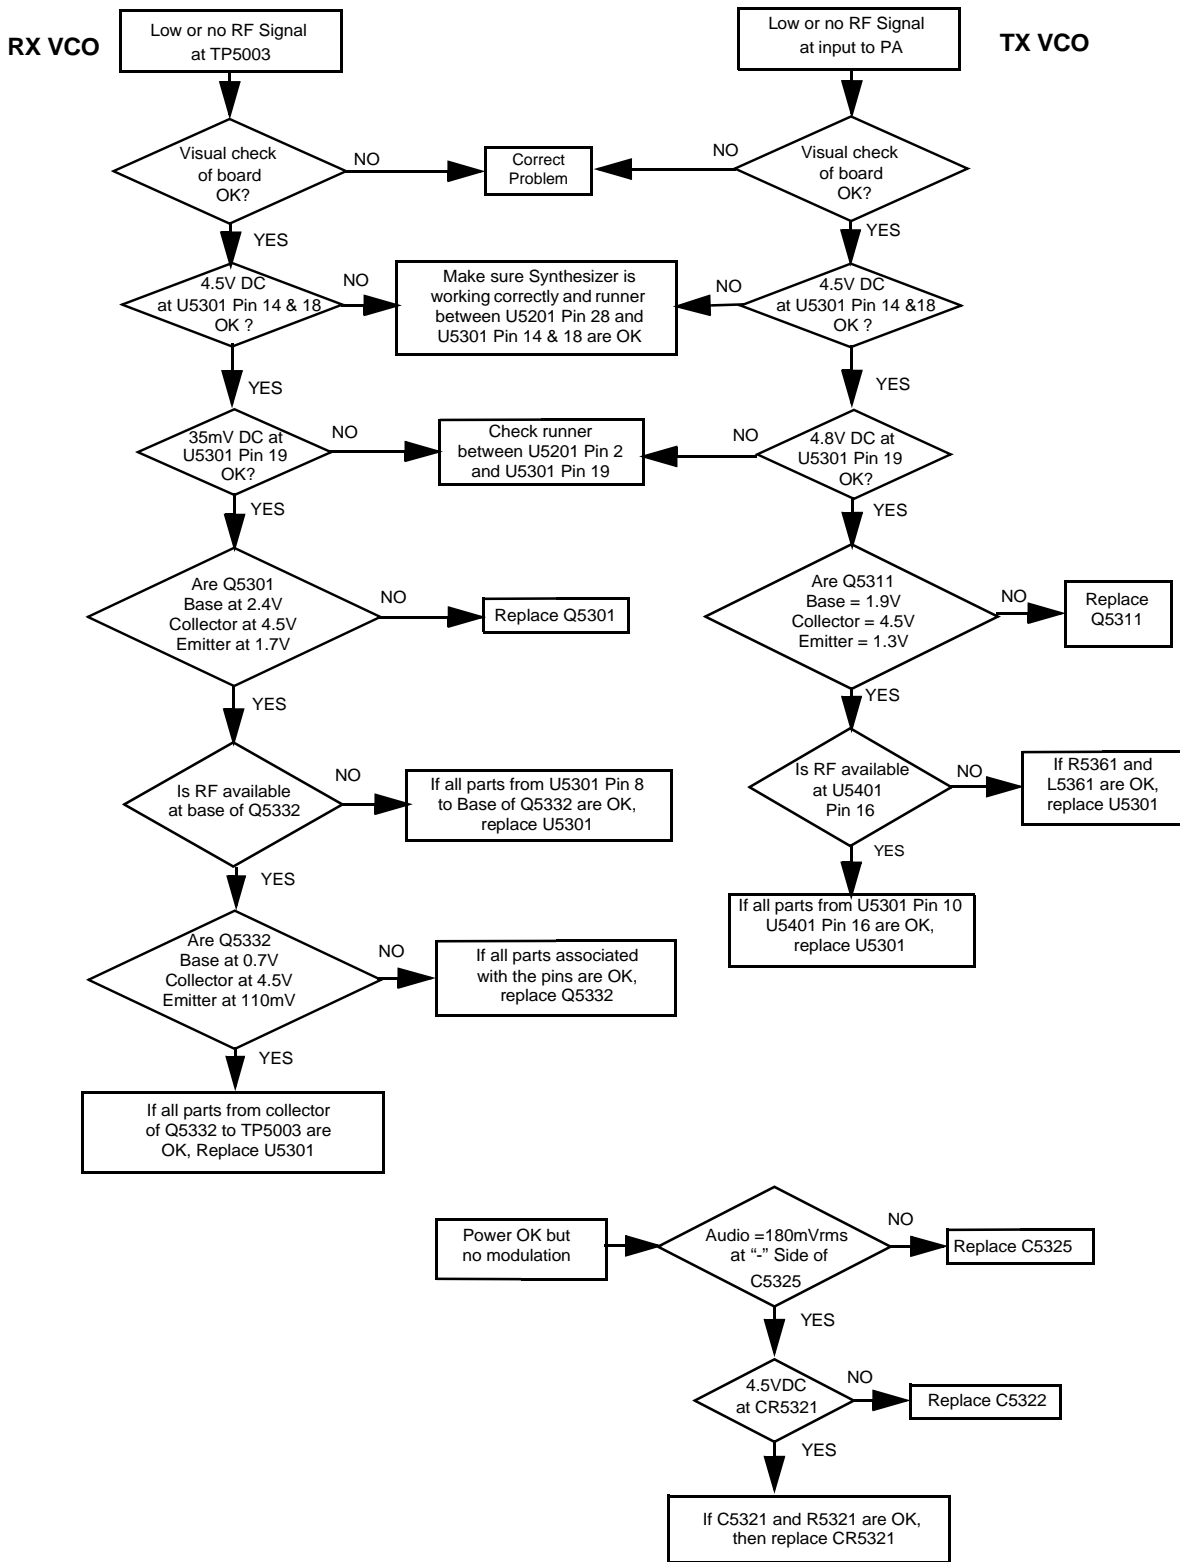 RX VCO
Low or no RF Signal
at TP5003
Visual check
of board
OK?
NO
YES
4.5V DC
at U5301 Pin 14 & 18
OK ?
NO
YES
35mV DC at
U5301 Pin 19
OK?
NO
YES
Are Q5301
Base at 2.4V
Collector at 4.5V
Emitter at 1.7V
NO
Replace Q5301
YES
Is RF available
at base of Q5332
NO
If all parts from U5301 Pin 8
to Base of Q5332 are OK,
replace U5301
YES
Are Q5332
Base at 0.7V
Collector at 4.5V
Emitter at 110mV
NO
If all parts associated
with the pins are OK,
replace Q5332
YES
If all parts from collector
of Q5332 to TP5003 are
OK, Replace U5301
Correct
Problem
Make sure Synthesizer is
working correctly and runner
between U5201 Pin 28 and
U5301 Pin 14 & 18 are OK
Check runner
between U5201 Pin 2
and U5301 Pin 19
TX VCO
Low or no RF Signal
at input to PA
Visual check
of board
OK?
NO
YES
4.5V DC
at U5301 Pin 14 &18
OK ?
NO
YES
4.8V DC at
U5301 Pin 19
OK?
NO
YES
Are Q5311
Base = 1.9V
Collector = 4.5V
Emitter = 1.3V
NO
Replace
Q5311
YES
Is RF available
at U5401
Pin 16
NO
If R5361 and
L5361 are OK,
replace U5301
YES
If all parts from U5301 Pin 10
U5401 Pin 16 are OK,
replace U5301
Power OK but
no modulation
Audio =180mVrms
at “-” Side of
C5325
NO
Replace C5325
YES
4.5VDC
at CR5321
NO
Replace C5322
YES
If C5321 and R5321 are OK,
then replace CR5321